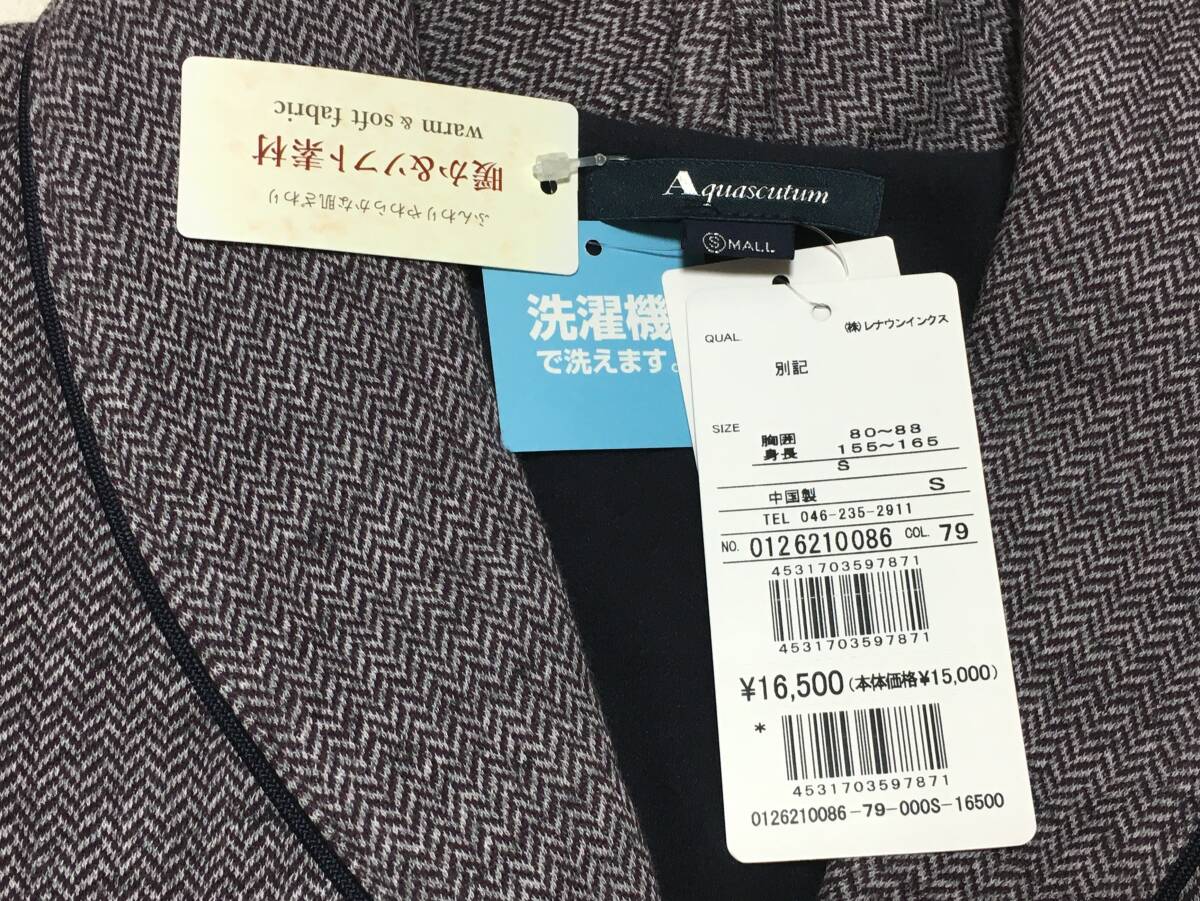 ふんわりやわらかな肌ざわり
暖か&ソフト素材
warm & soft fabric
Aquascutum
SMALL
洗濯機
で洗えます。
(株)レナウンインクス
QUAL.
別記
SIZE
胸囲 80~88
身長 155~165
S
中国製 S
TEL 046-235-2911
NO. 0126210086 COL. 79
4531703597871
4531703597871
¥16,500(本体価格¥15,000)
*
4531703597871
0126210086-79-000S-16500